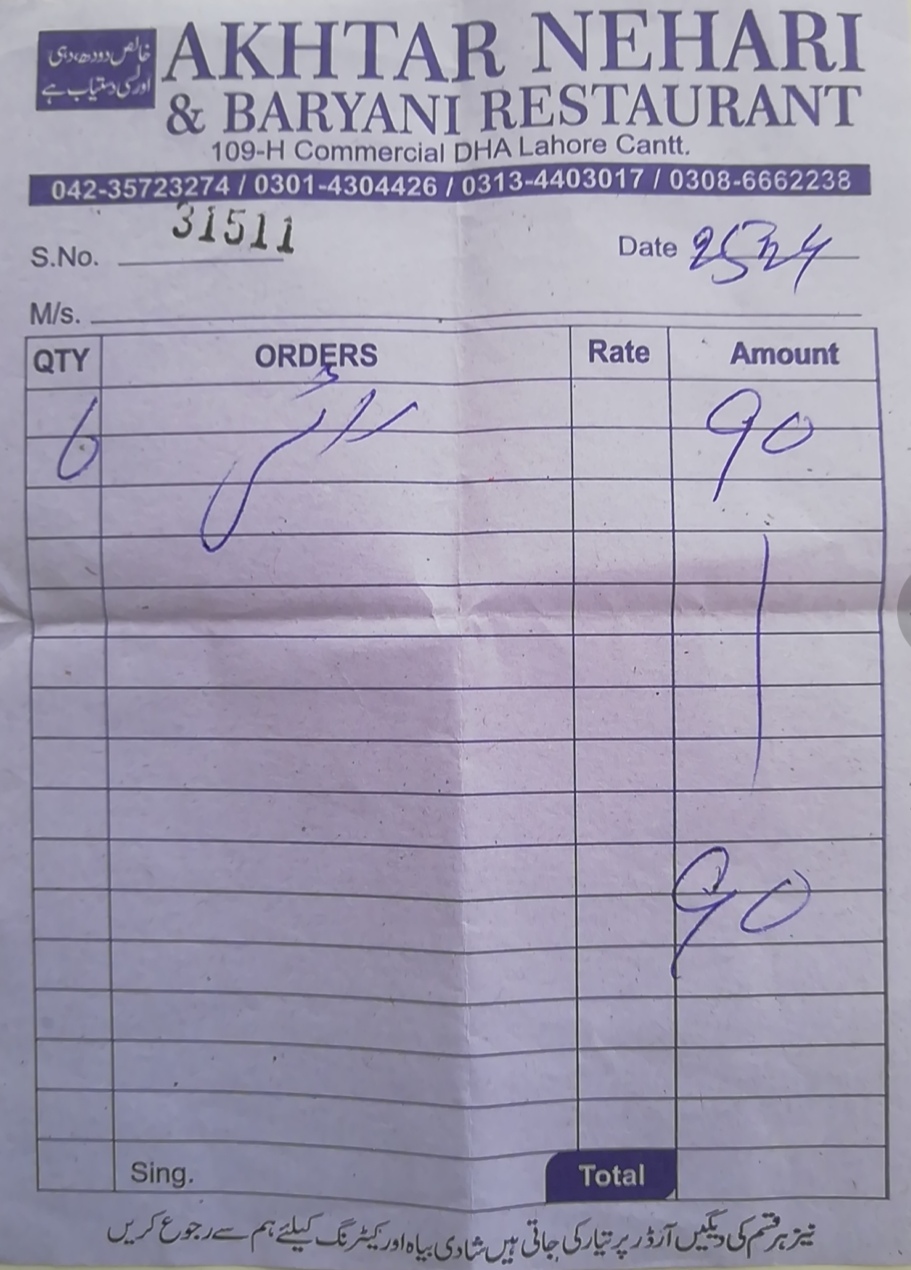 خالص دودھ، دہی
اور لسی دستیاب ہے
AKHTAR NEHARI
& BARYANI RESTAURANT
109-H Commercial DHA Lahore Cantt.
042-35723274 / 0301-4304426 / 0313-4403017 / 0308-6662238
S.No. 31511 Date
M/s.
QTY ORDERS Rate Amount
6 90
90
Sing. Total
نیز ہر قسم کی دیگیں آرڈر پر تیار کی جاتی ہیں شادی بیاہ اور کیٹرنگ کیلئے ہم سے رجوع کریں